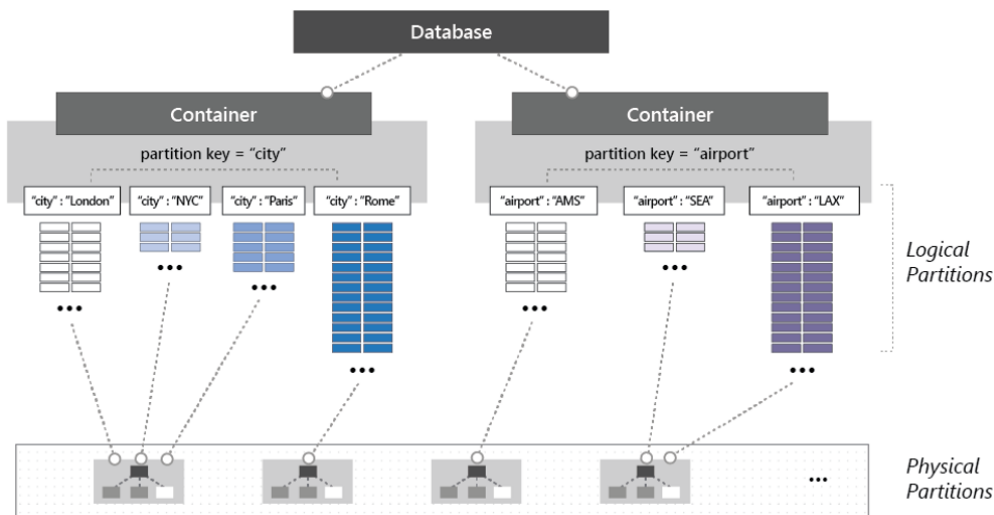 Database
Container
Container
partition key = “city”
partition key = “airport”
“city” : “London”
“city” : “NYC”
“city” : “Paris”
“city” : “Rome”
“airport” : “AMS”
“airport” : “SEA”
“airport” : “LAX”
Logical
Partitions
Physical
Partitions